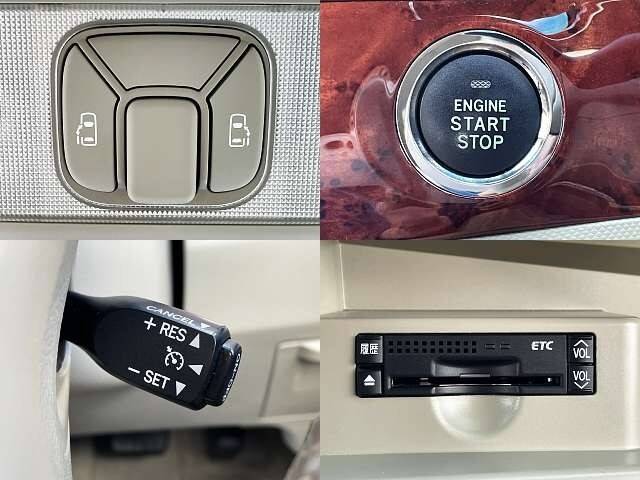 ENGINE
START
STOP
CANCEL
+ RES
- SET
履歴
ETC
VOL
VOL